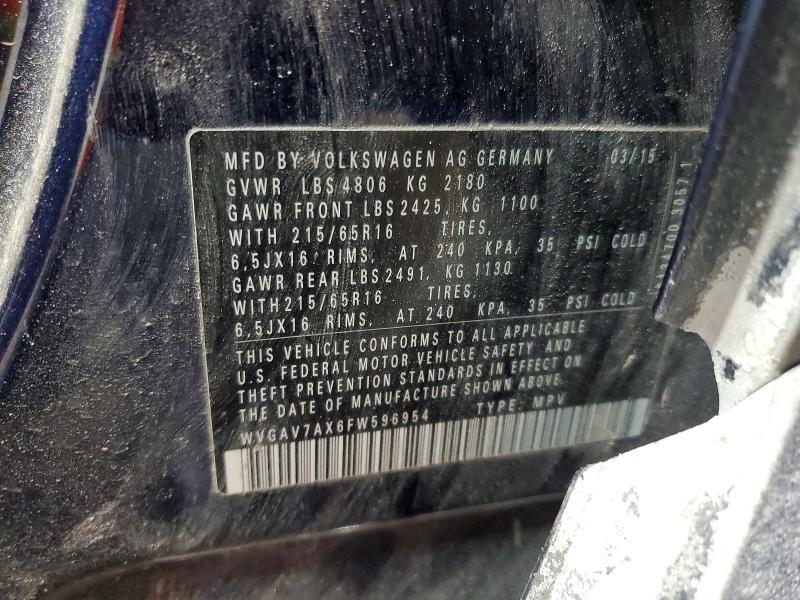 MFD BY VOLKSWAGEN AG GERMANY 03/15
GVWR LBS 4806 KG 2180
GAWR FRONT LBS 2425, KG 1100
WITH 215/65R16 TIRES,
6,5JX16 RIMS, AT 240 KPA, 35 PSI COLD
GAWR REAR LBS 2491, KG 1130
WITH 215/65R16 TIRES,
6,5JX16 RIMS, AT 240 KPA, 35 PSI COLD
THIS VEHICLE CONFORMS TO ALL APPLICABLE
U.S. FEDERAL MOTOR VEHICLE SAFETY AND
THEFT PREVENTION STANDARDS IN EFFECT ON
THE DATE OF MANUFACTURE SHOWN ABOVE.
WVGAV7AX6FW596954 TYPE: MPV